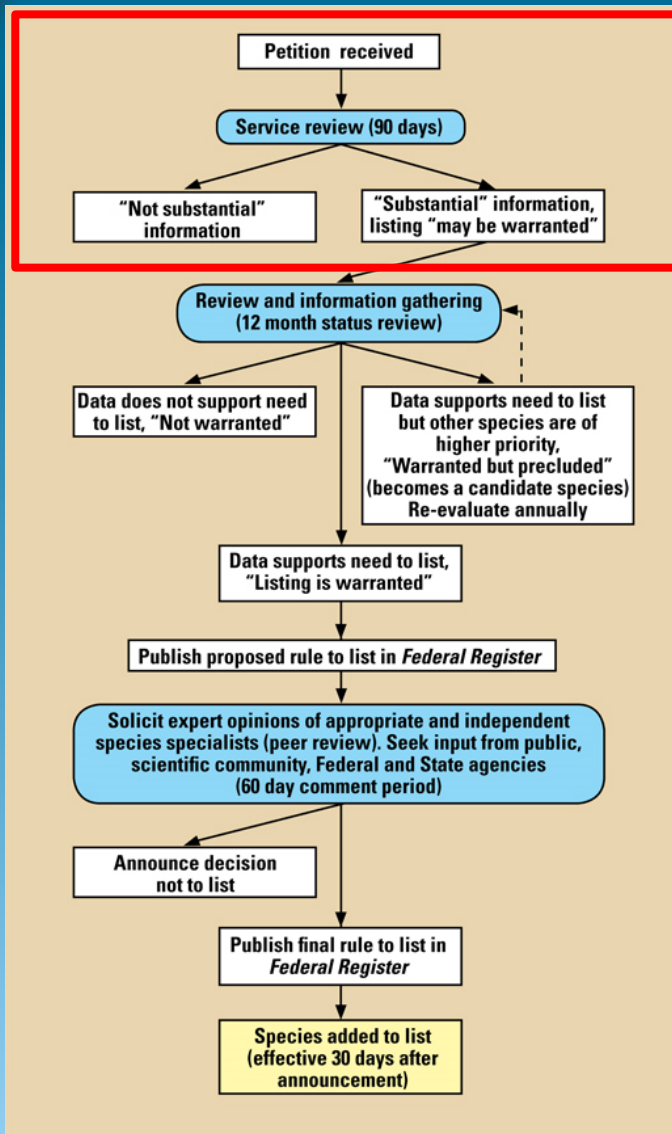 Petition received
Service review (90 days)
“Not substantial”
information
“Substantial” information,
listing “may be warranted”
Review and information gathering
(12 month status review)
Data does not support need
to list, “Not warranted”
Data supports need to list
but other species are of
higher priority,
“Warranted but precluded”
(becomes a candidate species)
Re-evaluate annually
Data supports need to list,
“Listing is warranted”
Publish proposed rule to list in Federal Register
Solicit expert opinions of appropriate and independent
species specialists (peer review). Seek input from public,
scientific community, Federal and State agencies
(60 day comment period)
Announce decision
not to list
Publish final rule to list in
Federal Register
Species added to list
(effective 30 days after
announcement)